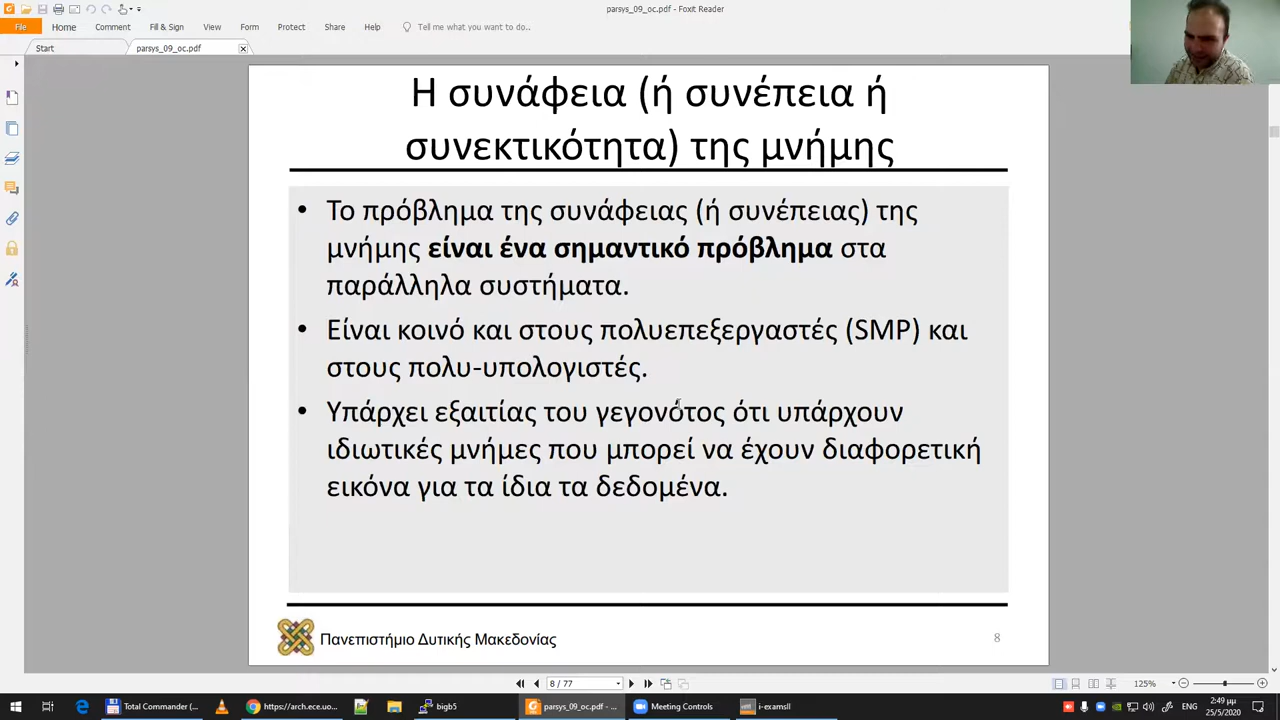 parsys_09_oc.pdf - Foxit Reader
File Home Comment Fill & Sign View Form Protect Share Help Tell me what you want to do..
Start parsys_09_oc.pdf
Η συνάφεια (ή συνέπεια ή
συνεκτικότητα) της μνήμης
• Το πρόβλημα της συνάφειας (ή συνέπειας) της
μνήμης είναι ένα σημαντικό πρόβλημα στα
παράλληλα συστήματα.
• Είναι κοινό και στους πολυεπεξεργαστές (SMP) και
στους πολυ-υπολογιστές.
• Υπάρχει εξαιτίας του γεγονότος ότι υπάρχουν
ιδιωτικές μνήμες που μπορεί να έχουν διαφορετική
εικόνα για τα ίδια τα δεδομένα.
Πανεπιστήμιο Δυτικής Μακεδονίας
8
8 / 77
125%
Total Commander (... https://arch.ece.uo... bigb5 parsys_09_oc.pdf - ... Meeting Controls i-examsll ENG 2:49 μμ
25/5/2020